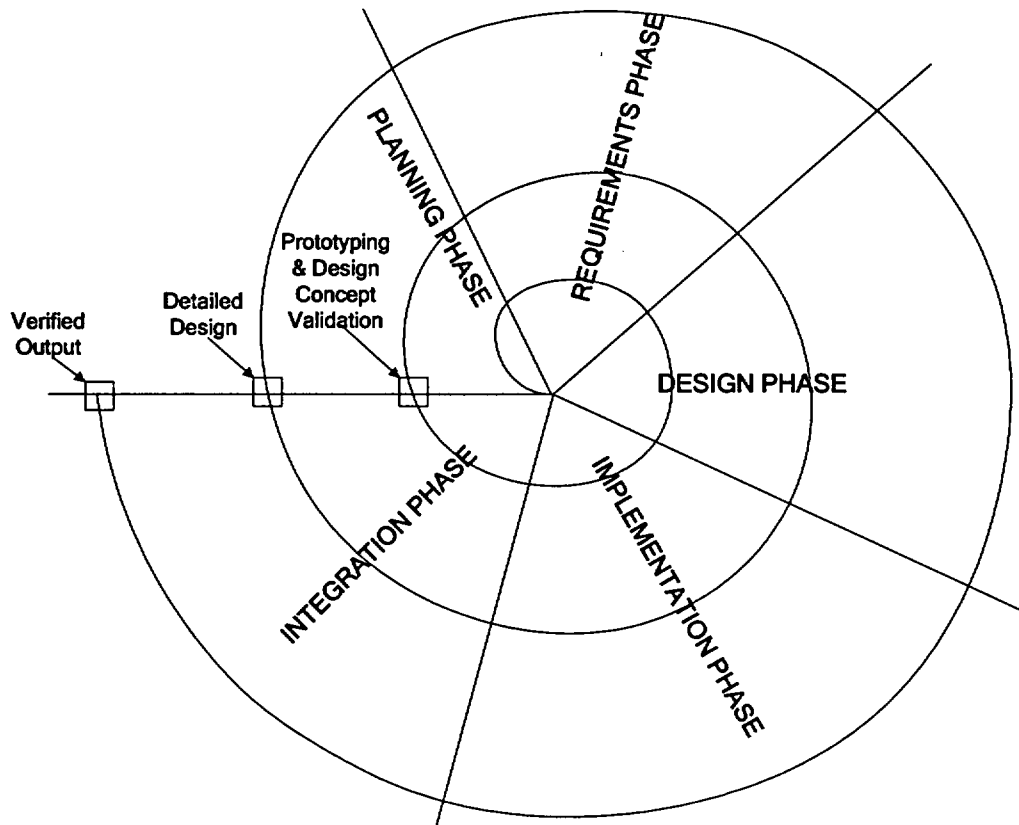 PLANNING PHASE
REQUIREMENTS PHASE
Prototyping
& Design
Concept
Validation
Detailed
Design
Verified
Output
DESIGN PHASE
INTEGRATION PHASE
IMPLEMENTATION PHASE